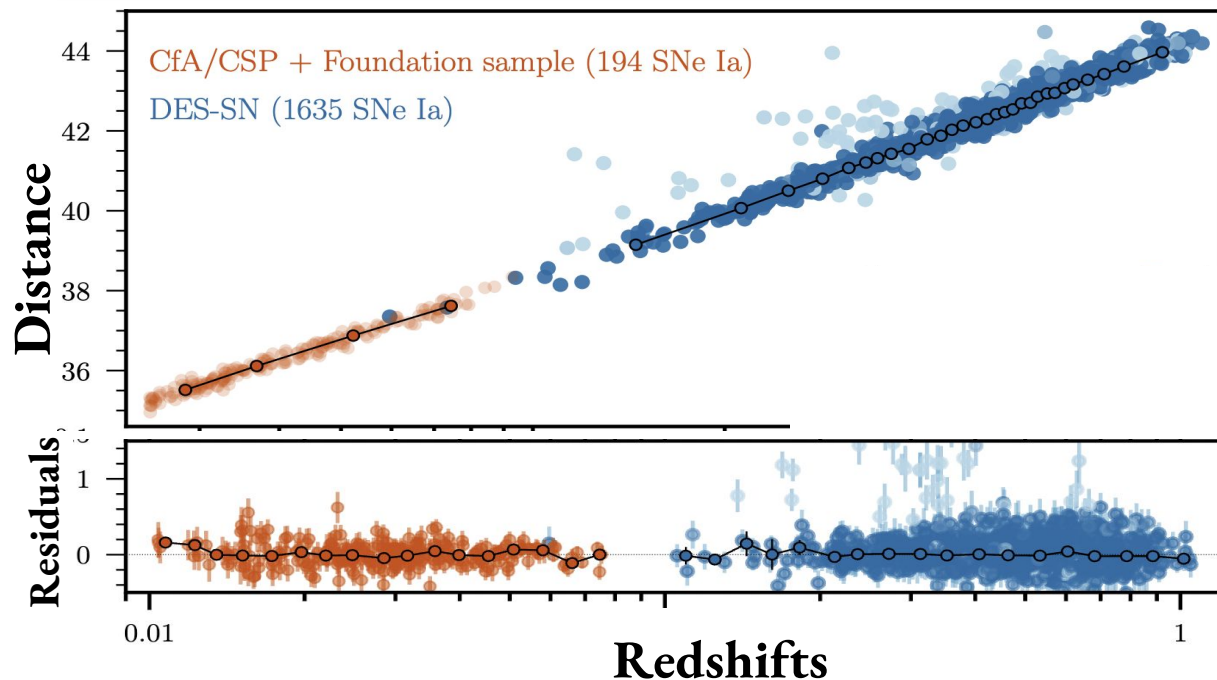 44
CfA/CSP + Foundation sample (194 SNe Ia)
DES-SN (1635 SNe Ia)
42
40
38
36
Distance
1
0
Residuals
0.01
1
Redshifts